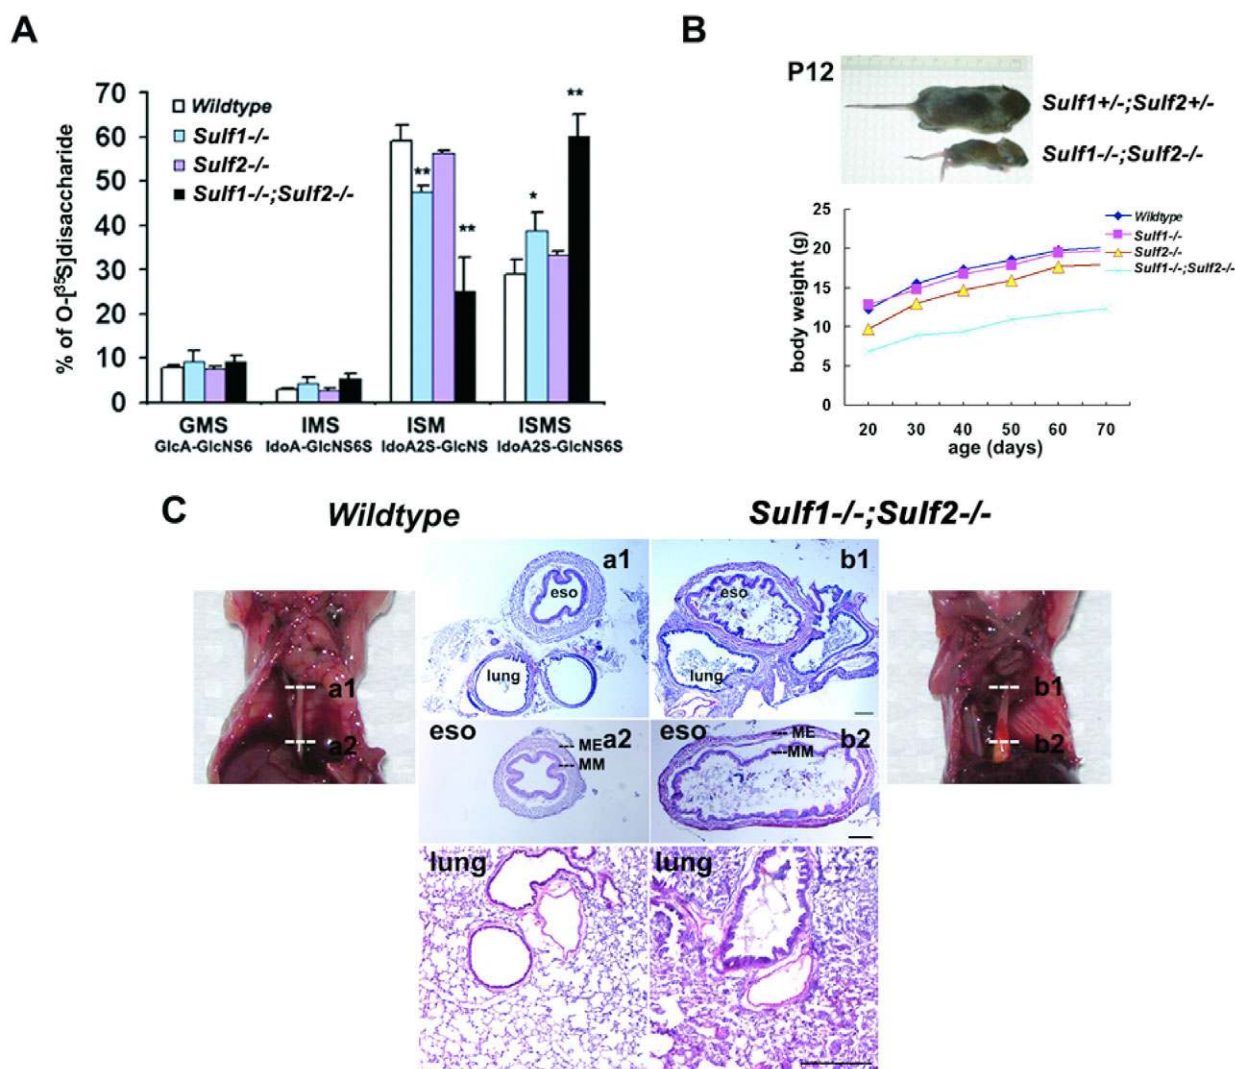 A
% of O-[³⁵S]disaccharide
70
60
50
40
30
20
10
0
Wildtype
Sulf1-/-
Sulf2-/-
Sulf1-/-;Sulf2-/-
**
**
*
**
GMS
IMS
ISM
ISMS
GlcA-GlcNS6
IdoA-GlcNS6S
IdoA2S-GlcNS
IdoA2S-GlcNS6S
B
P12
Sulf1+/-;Sulf2+/-
Sulf1-/-;Sulf2-/-
body weight (g)
25
20
15
10
5
0
20 30 40 50 60 70
age (days)
Wildtype
Sulf1-/-
Sulf2-/-
Sulf1-/-;Sulf2-/-
C
Wildtype
Sulf1-/-;Sulf2-/-
a1
a2
a1
eso
lung
b1
eso
lung
eso
a2
ME
MM
eso
b2
ME
MM
lung
lung
b1
b2